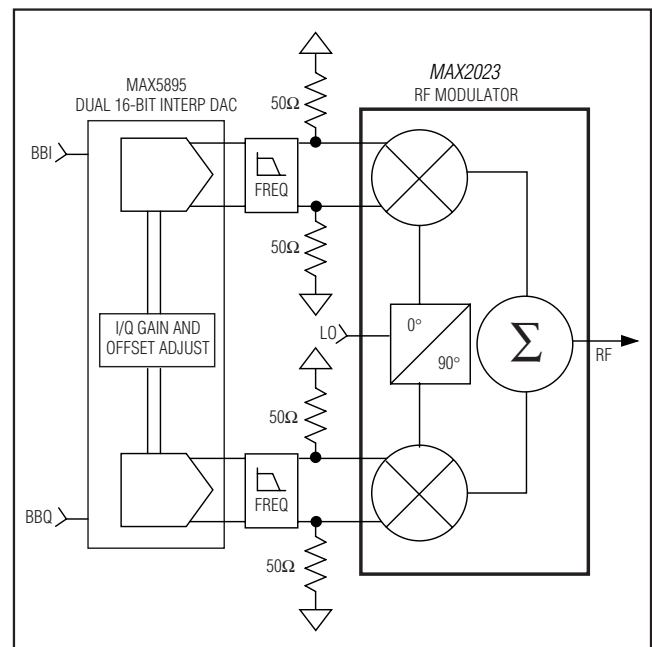 MAX5895
DUAL 16-BIT INTERP DAC
MAX2023
RF MODULATOR
50Ω
BBI
FREQ
50Ω
I/Q GAIN AND
OFFSET ADJUST
LO
0°
90°
Σ
RF
50Ω
FREQ
BBQ
50Ω